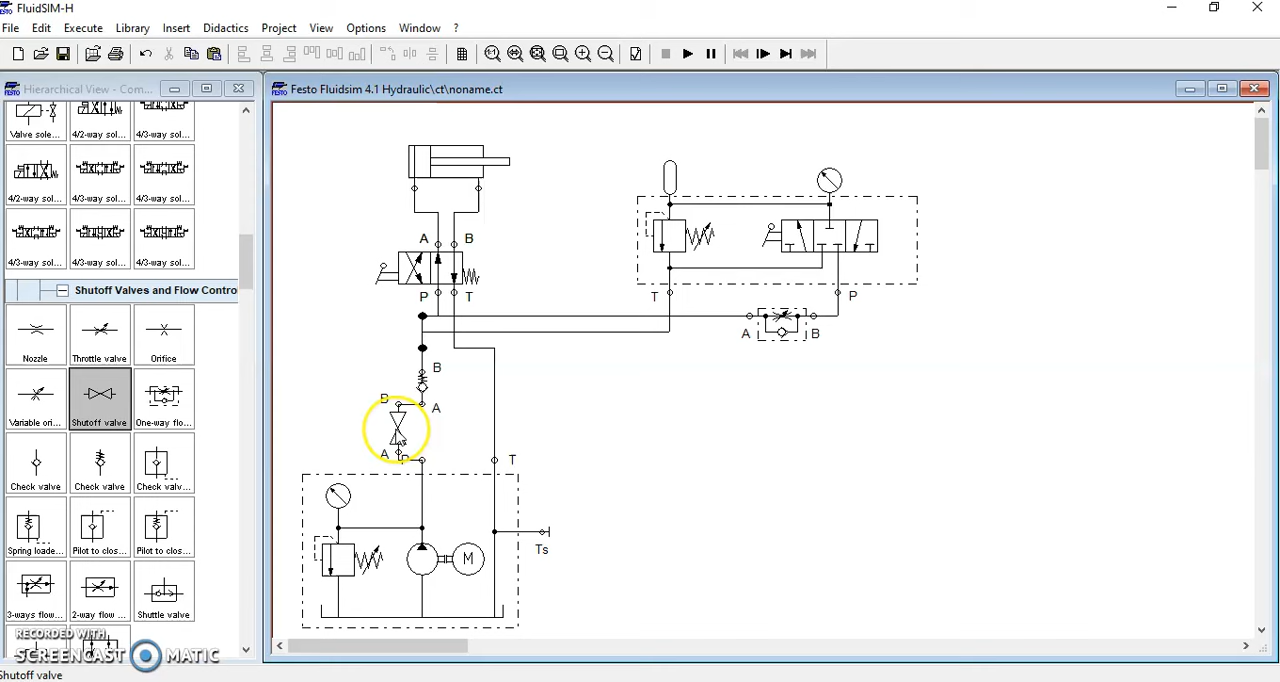 FluidSIM-H
File Edit Execute Library Insert Didactics Project View Options Window ?
FESTO Hierarchical View - Com...
FESTO Festo Fluidsim 4.1 Hydraulic\ct\noname.ct
Valve sole... 4/2-way sol... 4/3-way sol...
4/2-way sol... 4/3-way sol... 4/3-way sol...
4/3-way sol... 4/3-way sol... 4/3-way sol...
Shutoff Valves and Flow Contro
Nozzle Throttle valve Orifice
Variable ori... Shutoff valve One-way flow...
Check valve Check valve Check valv...
Spring loade... Pilot to clos... Pilot to clos...
3-ways flow... 2-way flow ... Shuttle valve
RECORDED WITH
SCREENCAST MATIC
Shutoff valve
A B
P T
T P
A B
B
B A
A P
T
M
Ts